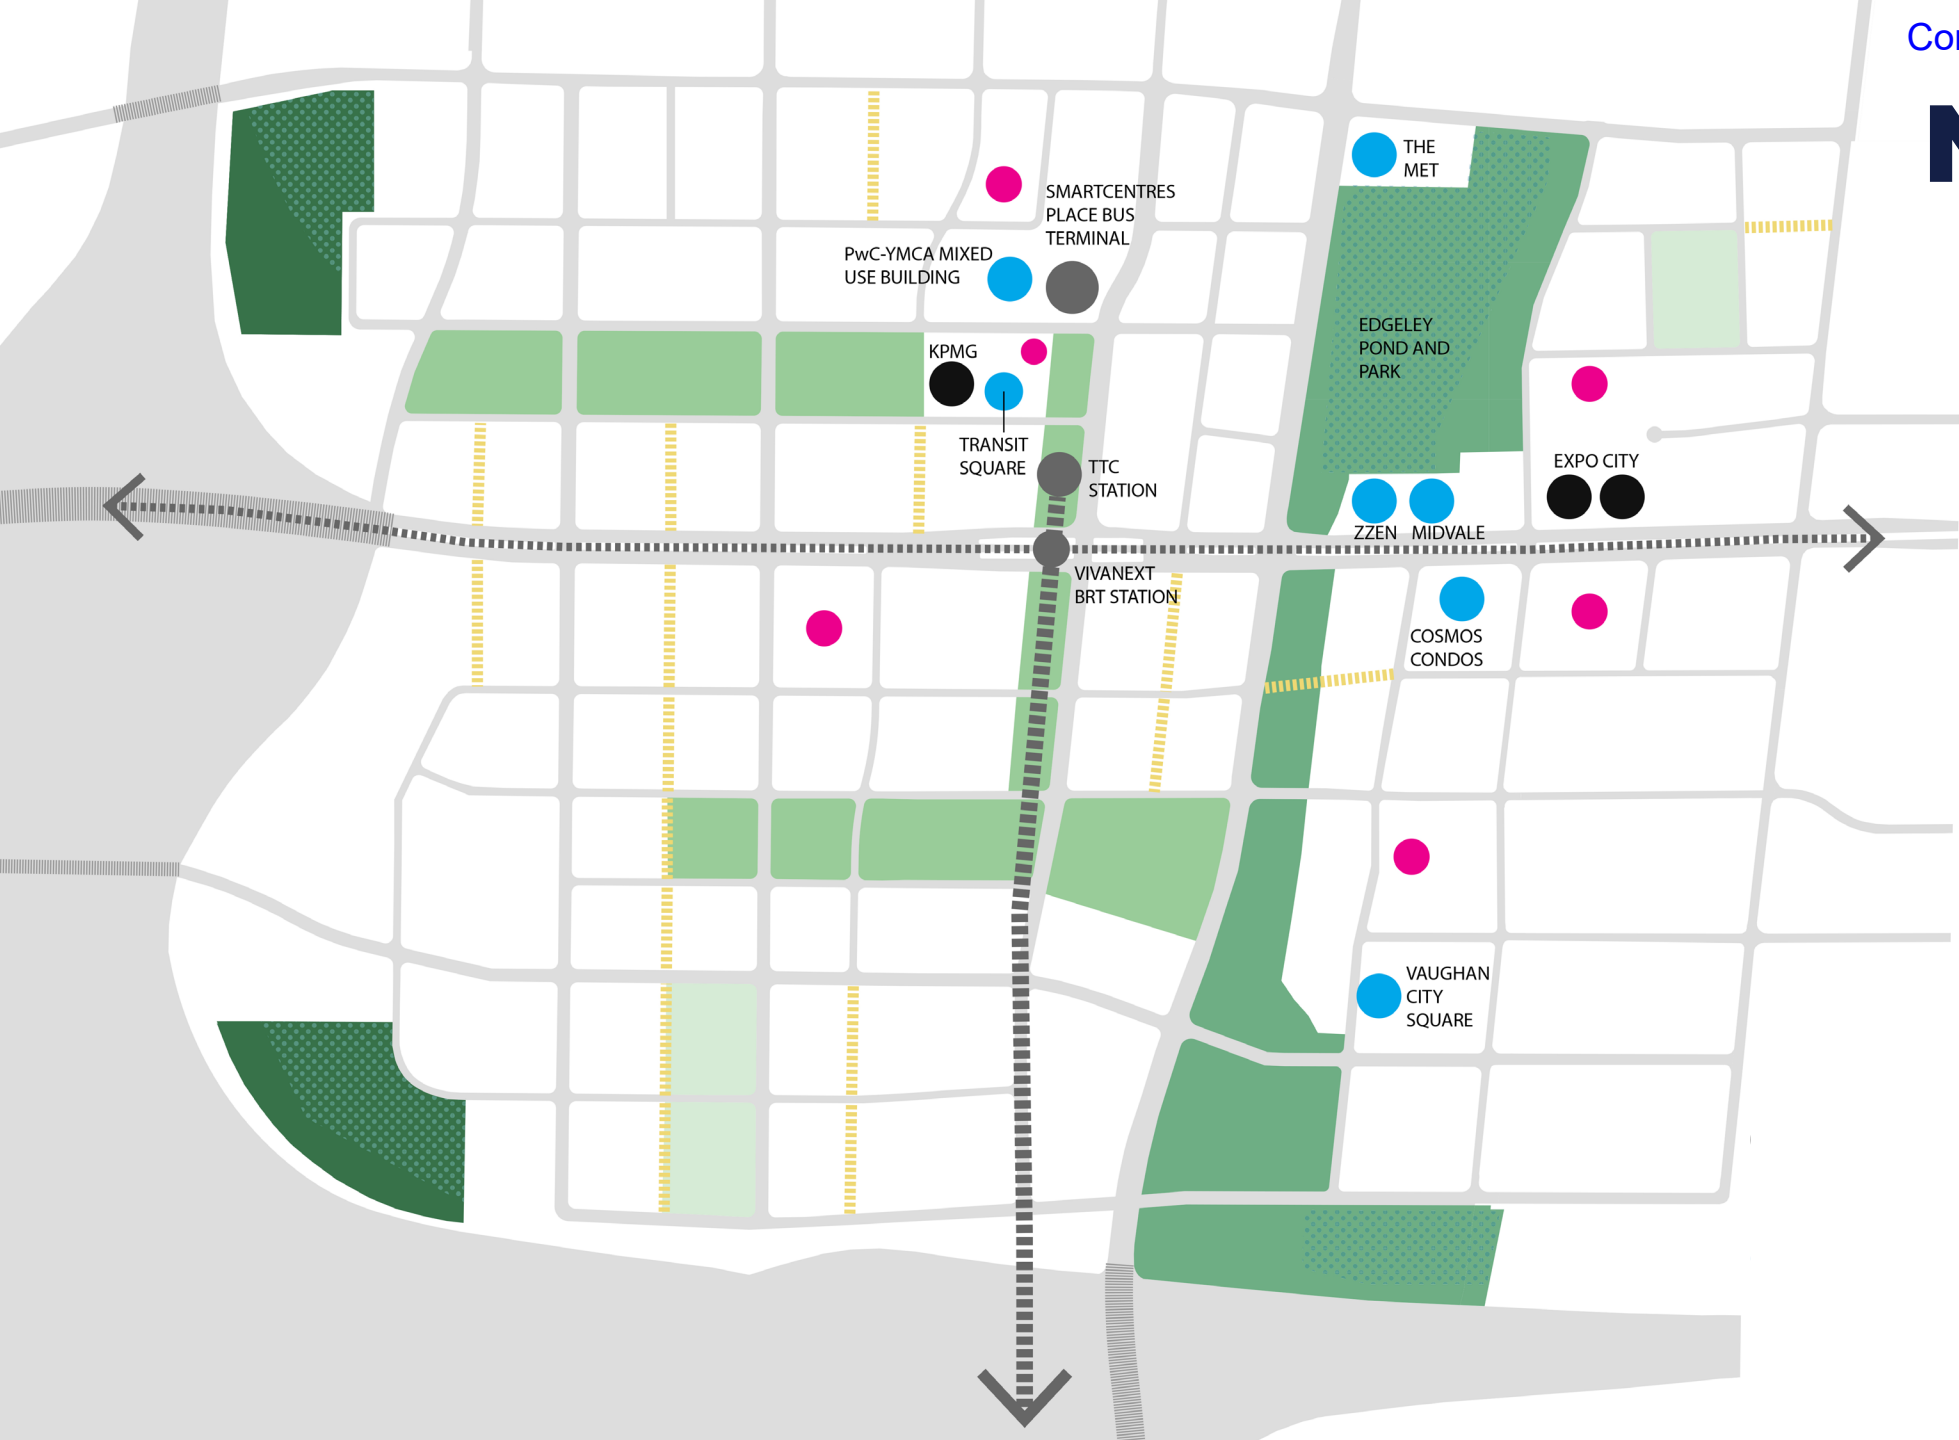 THE
MET
SMARTCENTRES
PLACE BUS
TERMINAL
PwC-YMCA MIXED
USE BUILDING
EDGELEY
POND AND
PARK
KPMG
TRANSIT
SQUARE
TTC
STATION
EXPO CITY
ZZEN
MIDVALE
VIVANEXT
BRT STATION
COSMOS
CONDOS
VAUGHAN
CITY
SQUARE